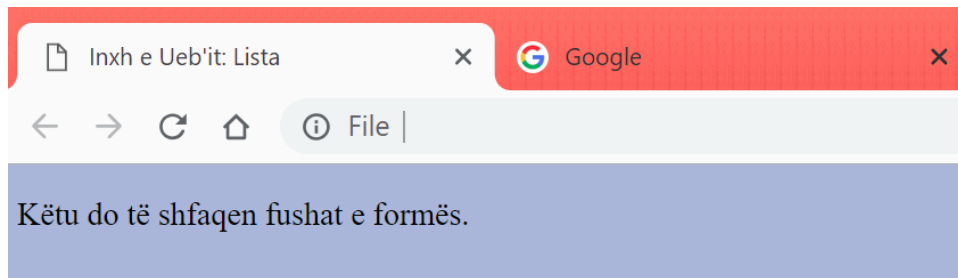 Inxh e Ueb'it: Lista
Google
File
Këtu do të shfaqen fushat e formës.